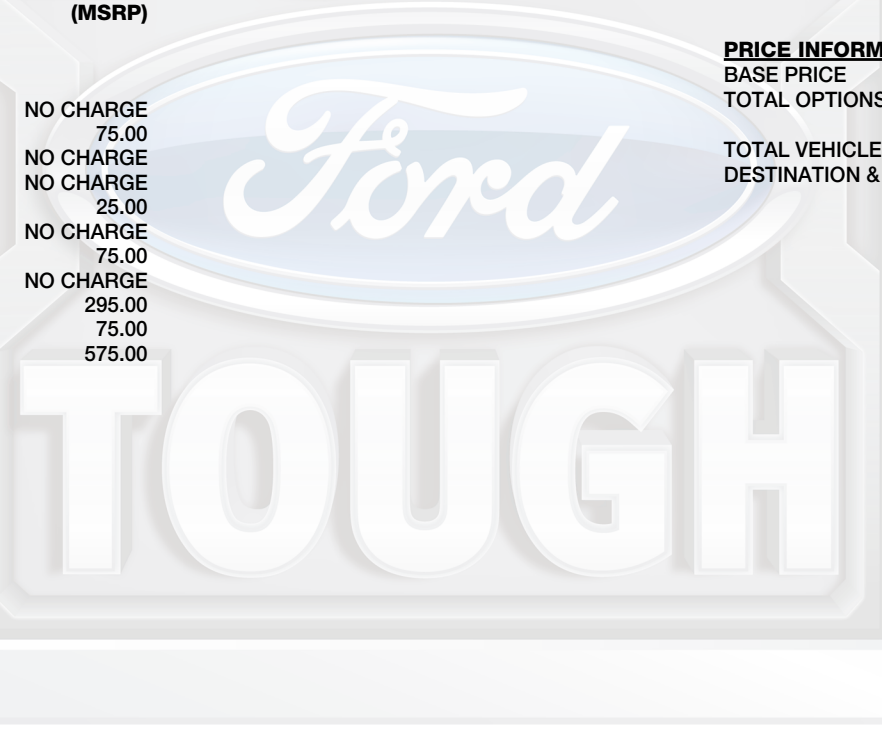 (MSRP)
NO CHARGE
75.00
NO CHARGE
NO CHARGE
25.00
NO CHARGE
75.00
NO CHARGE
295.00
75.00
575.00
PRICE INFORM
BASE PRICE
TOTAL OPTIONS
TOTAL VEHICLE
DESTINATION &
Ford
TOUGH